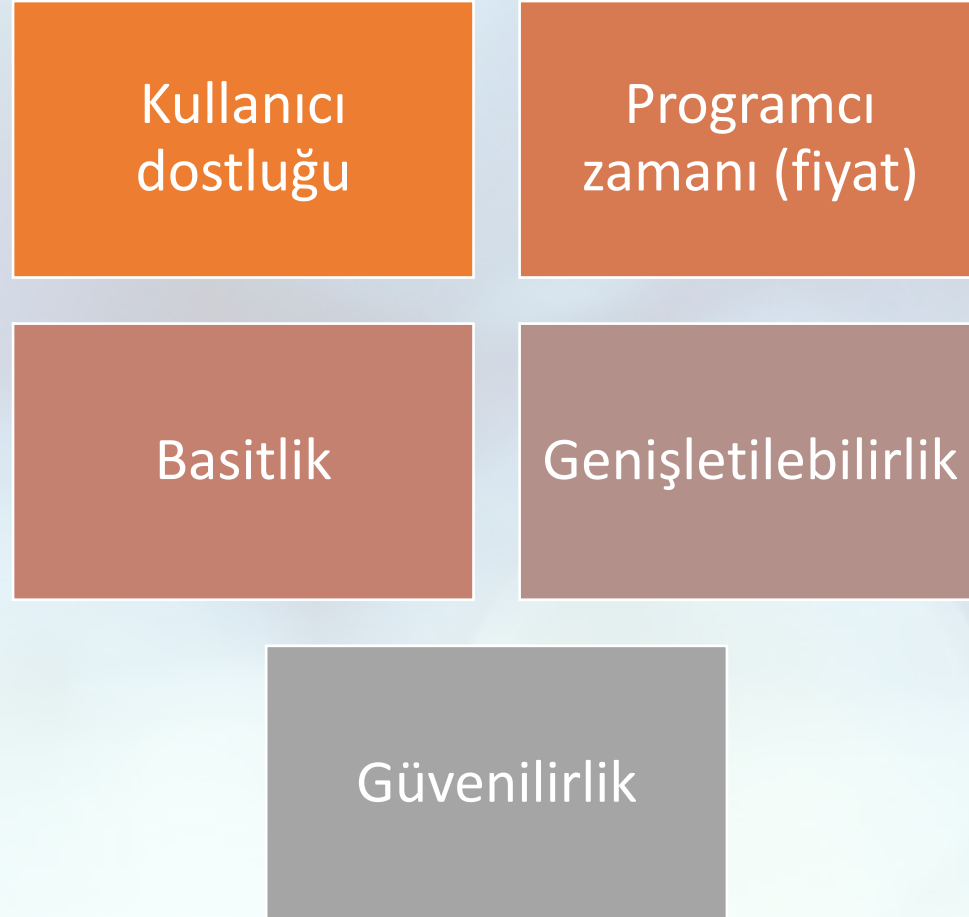 Kullanıcı
dostluğu
Programcı
zamanı (fiyat)
Basitlik
Genişletilebilirlik
Güvenilirlik